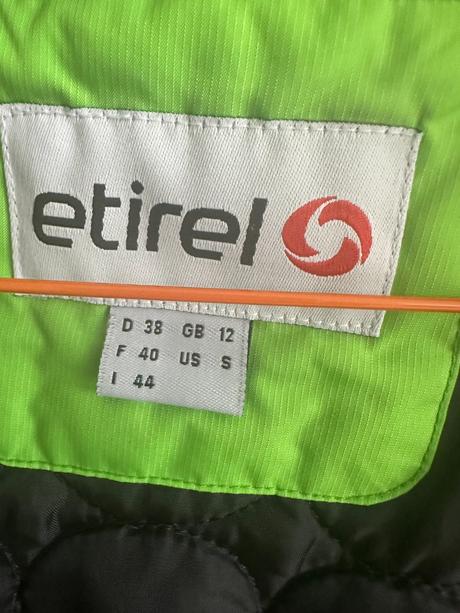 etirel
D 38 GB 12
F 40 US S
I 44